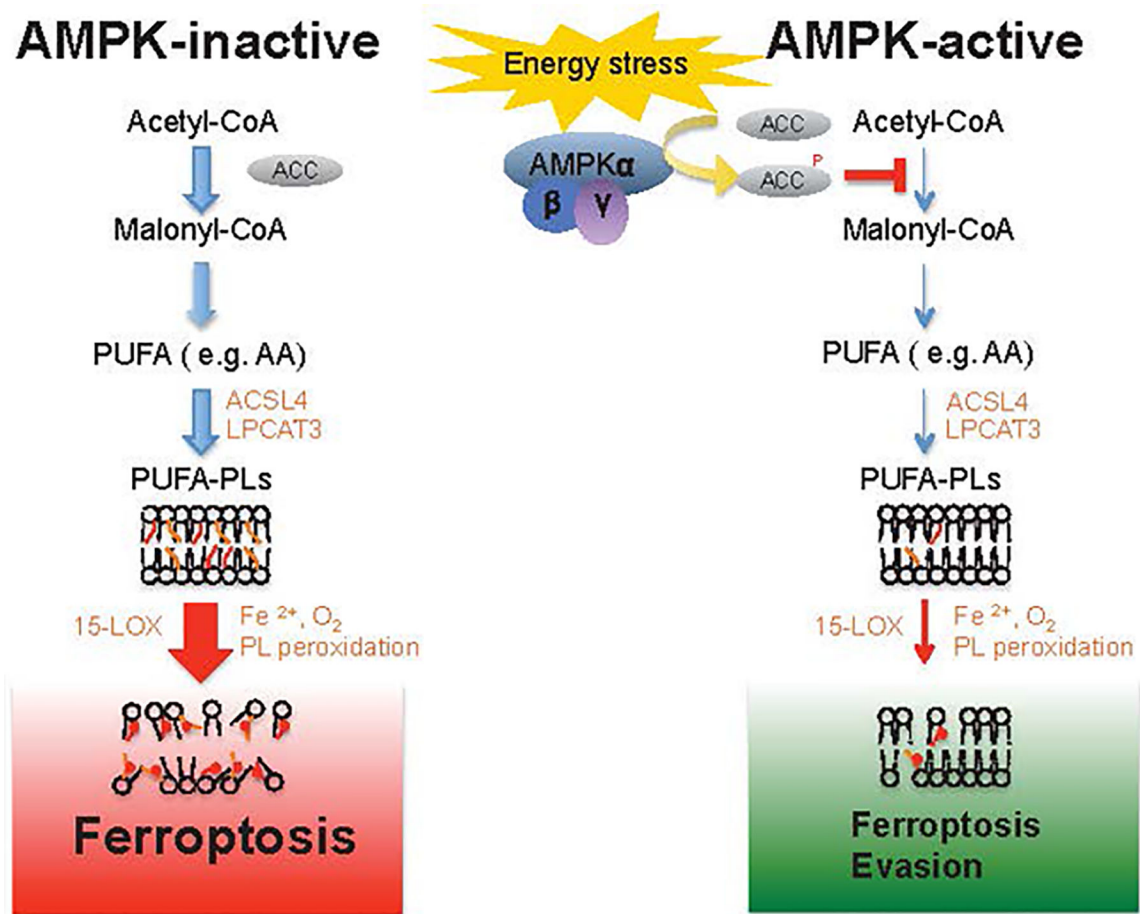 AMPK-inactive
Acetyl-CoA
ACC
Malonyl-CoA
PUFA ( e.g. AA)
ACSL4
LPCAT3
PUFA-PLs
15-LOX
Fe 2+, O2
PL peroxidation
Ferroptosis
Energy stress
AMPKα
β
γ
AMPK-active
ACC
Acetyl-CoA
P
ACC
Malonyl-CoA
PUFA ( e.g. AA)
ACSL4
LPCAT3
PUFA-PLs
15-LOX
Fe 2+, O2
PL peroxidation
Ferroptosis
Evasion